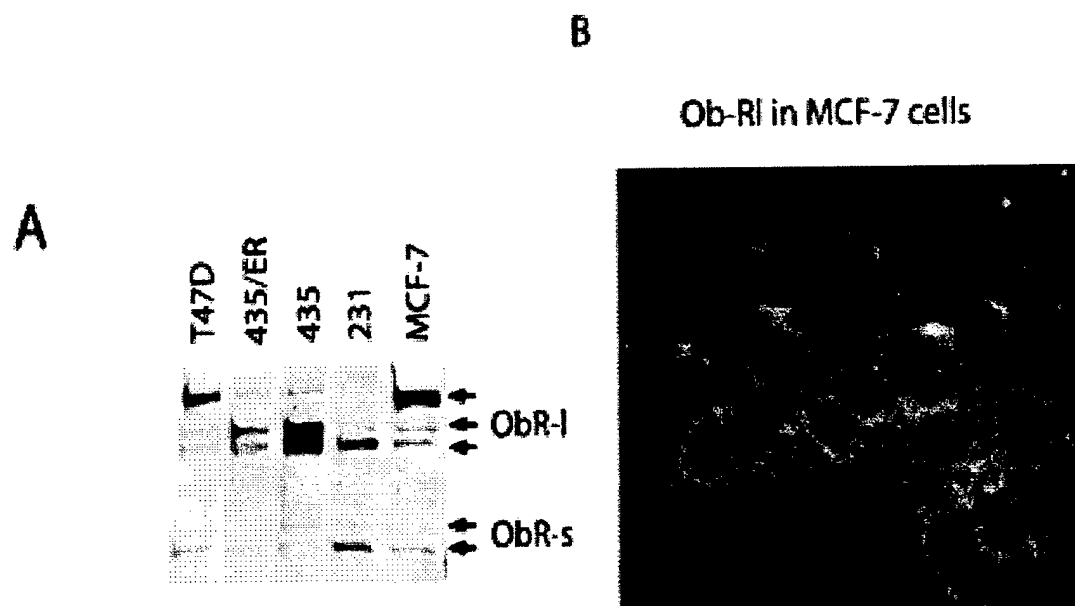 A
T47D
435/ER
435
231
MCF-7
ObR-l
ObR-s
B
Ob-Rl in MCF-7 cells